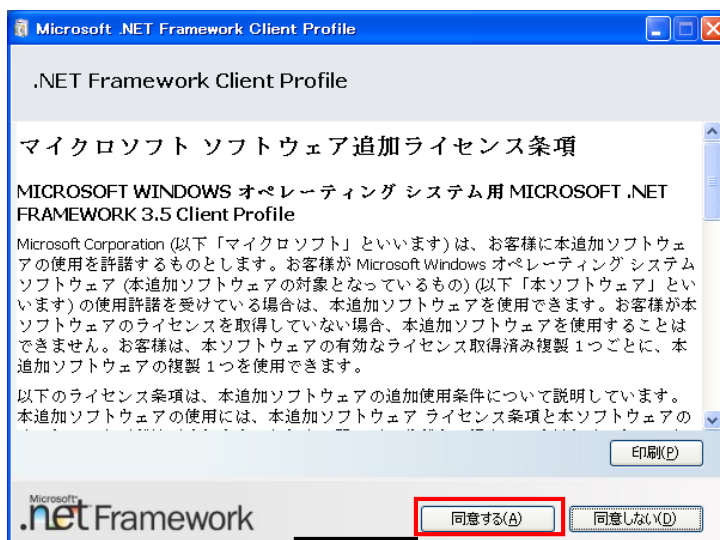 Microsoft .NET Framework Client Profile
.NET Framework Client Profile
マイクロソフト ソフトウェア追加ライセンス条項
MICROSOFT WINDOWS オペレーティング システム用 MICROSOFT .NET
FRAMEWORK 3.5 Client Profile
Microsoft Corporation (以下「マイクロソフト」といいます) は、お客様に本追加ソフトウェ
アの使用を許諾するものとします。お客様が Microsoft Windows オペレーティング システム
ソフトウェア (本追加ソフトウェアの対象となっているもの) (以下「本ソフトウェア」とい
います) の使用許諾を受けている場合は、本追加ソフトウェアを使用できます。お客様が本
ソフトウェアのライセンスを取得していない場合、本追加ソフトウェアを使用することは
できません。お客様は、本ソフトウェアの有効なライセンス取得済み複製 1 つごとに、本
追加ソフトウェアの複製 1 つを使用できます。
以下のライセンス条項は、本追加ソフトウェアの追加使用条件について説明しています。
本追加ソフトウェアの使用には、本追加ソフトウェア ライセンス条項と本ソフトウェアの
印刷(P)
Microsoft
.net Framework
同意する(A)
同意しない(D)